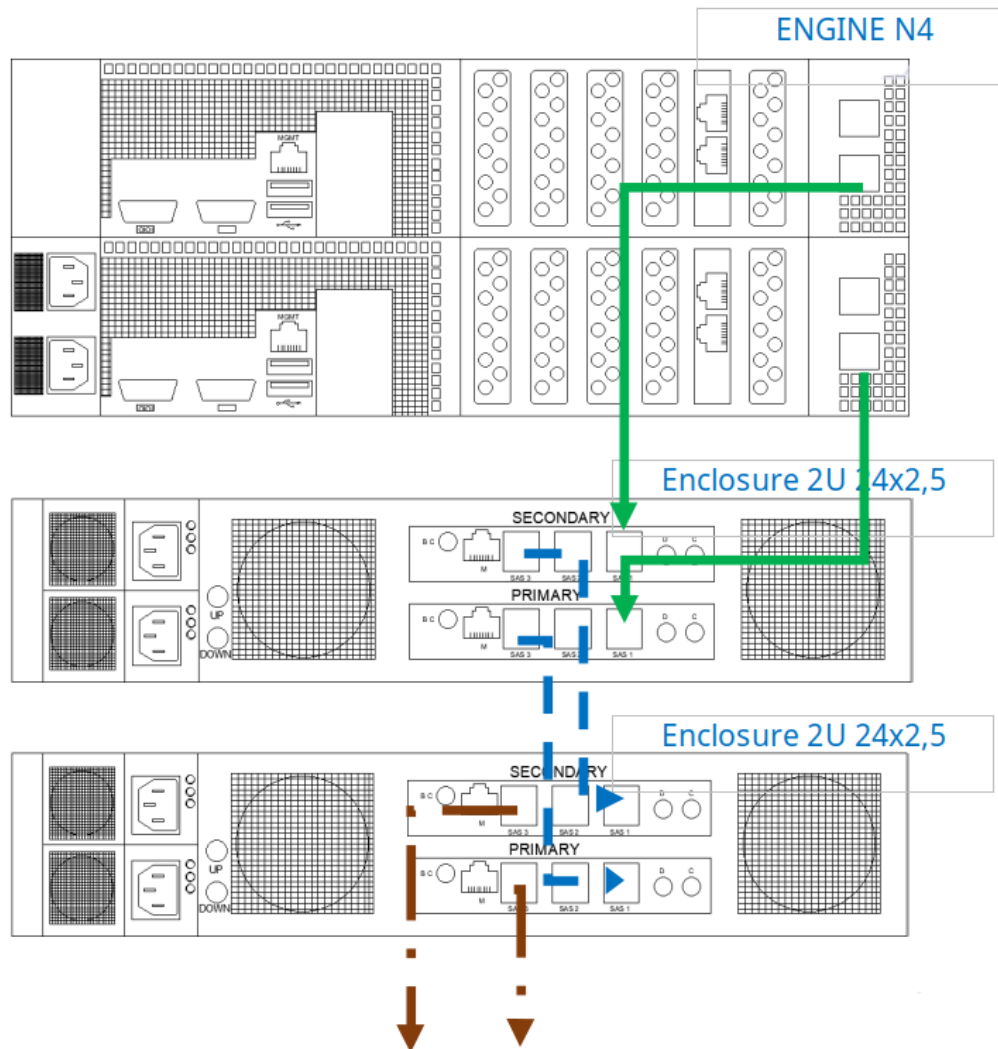 ENGINE N4
MGMT
MGMT
Enclosure 2U 24x2,5
SECONDARY
B C
M
SAS 3
SAS 1
D
C
UP
DOWN
PRIMARY
B C
M
SAS 3
SAS 1
D
C
Enclosure 2U 24x2,5
SECONDARY
B C
M
SAS 3
SAS 2
SAS 1
D
C
UP
DOWN
PRIMARY
B C
M
SAS 2
SAS 1
D
C